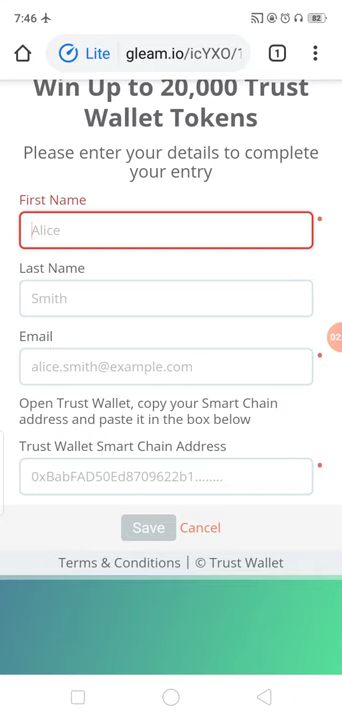 7:46
82
Lite
gleam.io/icYXO/1
1
Win Up to 20,000 Trust
Wallet Tokens
Please enter your details to complete
your entry
First Name
Alice
Last Name
Smith
Email
alice.smith@example.com
02
Open Trust Wallet, copy your Smart Chain
address and paste it in the box below
Trust Wallet Smart Chain Address
0xBabFAD50Ed8709622b1........
Save Cancel
Terms & Conditions | © Trust Wallet